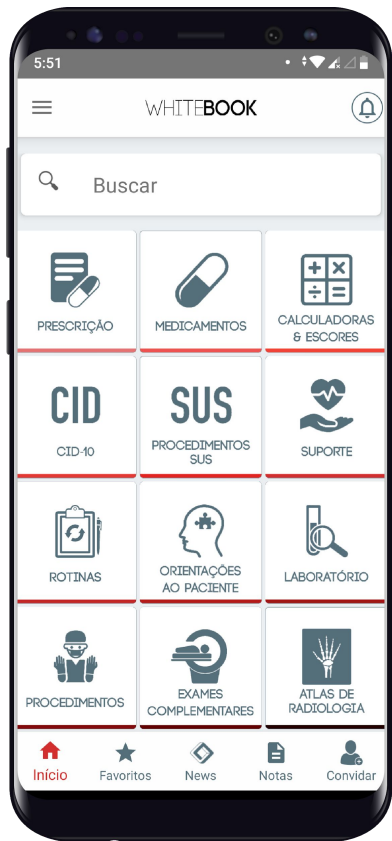 5:51
WHITEBOOK
Buscar
PRESCRIÇÃO
MEDICAMENTOS
CALCULADORAS
& ESCORES
CID
CID-10
SUS
PROCEDIMENTOS
SUS
SUPORTE
ROTINAS
ORIENTAÇÕES
AO PACIENTE
LABORATÓRIO
PROCEDIMENTOS
EXAMES
COMPLEMENTARES
ATLAS DE
RADIOLOGIA
Início
Favoritos
News
Notas
Convidar